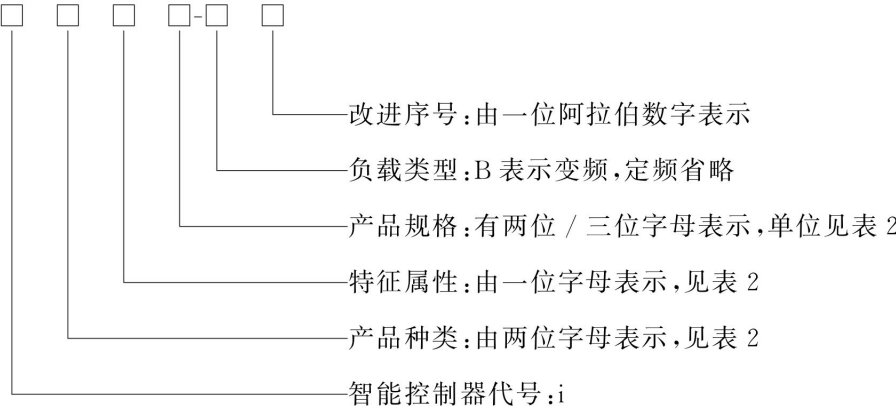 □ □ □ □-□ □
改进序号:由一位阿拉伯数字表示
负载类型:B 表示变频,定频省略
产品规格:有两位 / 三位字母表示,单位见表 2
特征属性:由一位字母表示,见表 2
产品种类:由两位字母表示,见表 2
智能控制器代号:i